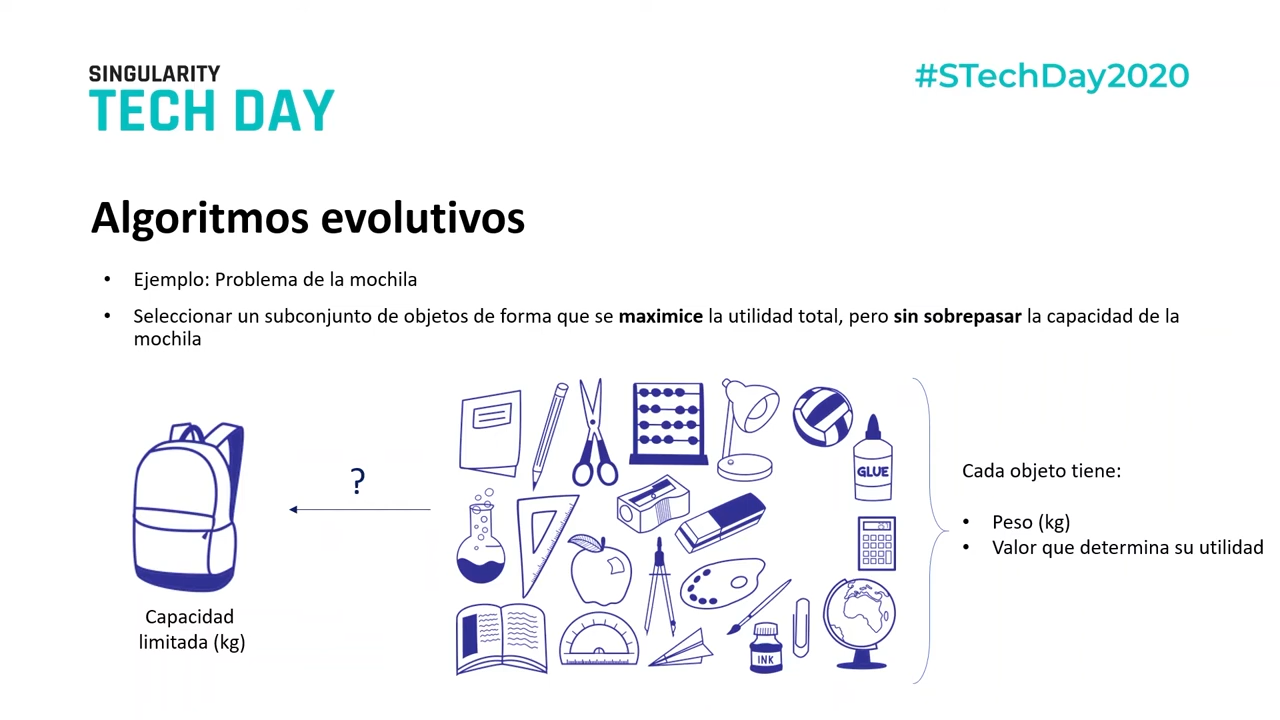 SINGULARITY
TECH DAY
#STechDay2020
Algoritmos evolutivos
• Ejemplo: Problema de la mochila
• Seleccionar un subconjunto de objetos de forma que se maximice la utilidad total, pero sin sobrepasar la capacidad de la
mochila
?
GLUE
Cada objeto tiene:
• Peso (kg)
• Valor que determina su utilidad
Capacidad
limitada (kg)
INK